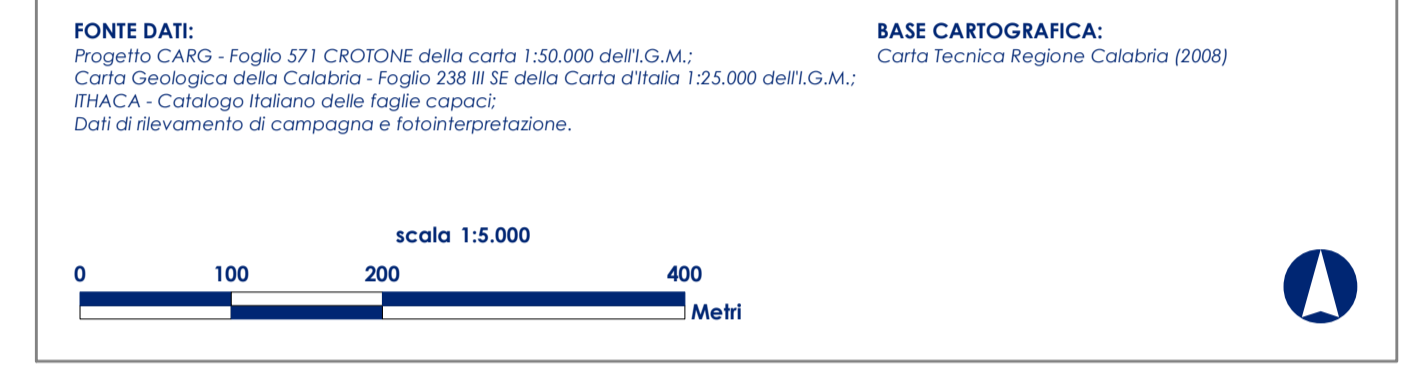 FONTE DATI:
Progetto CARG - Foglio 571 CROTONE della carta 1:50.000 dell'I.G.M.;
Carta Geologica della Calabria - Foglio 238 III SE della Carta d'Italia 1:25.000 dell'I.G.M.;
ITHACA - Catalogo Italiano delle faglie capaci;
Dati di rilevamento di campagna e fotointerpretazione.
BASE CARTOGRAFICA:
Carta Tecnica Regione Calabria (2008)
scala 1:5.000
0 100 200 400
Metri